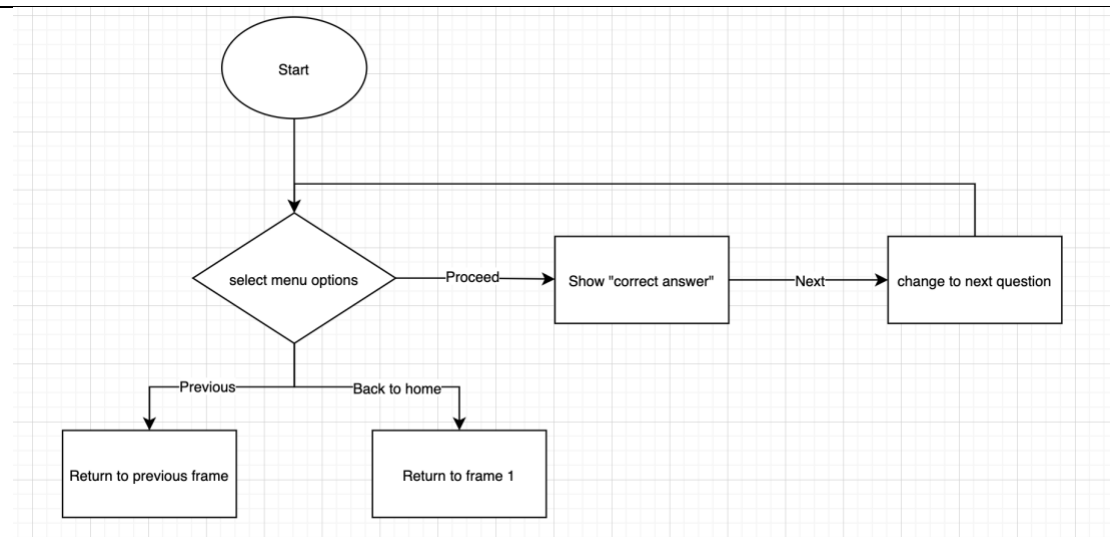 Start
select menu options
Proceed
Show "correct answer"
Next
change to next question
Previous
Back to home
Return to previous frame
Return to frame 1